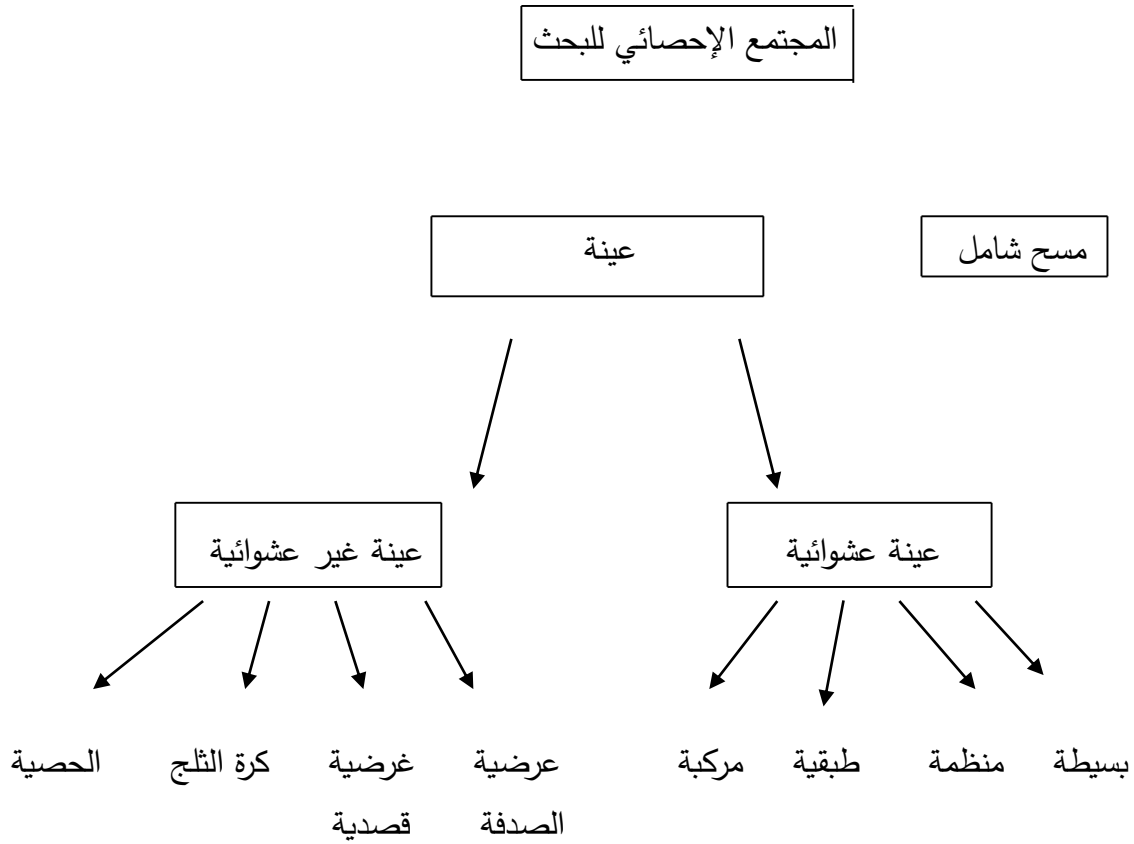 المجتمع الإحصائي للبحث
مسح شامل
عينة
عينة عشوائية
عينة غير عشوائية
بسيطة منظمة طبقية مركبة عرضية غرضية كرة الثلج الحصية
الصدفة قصدية